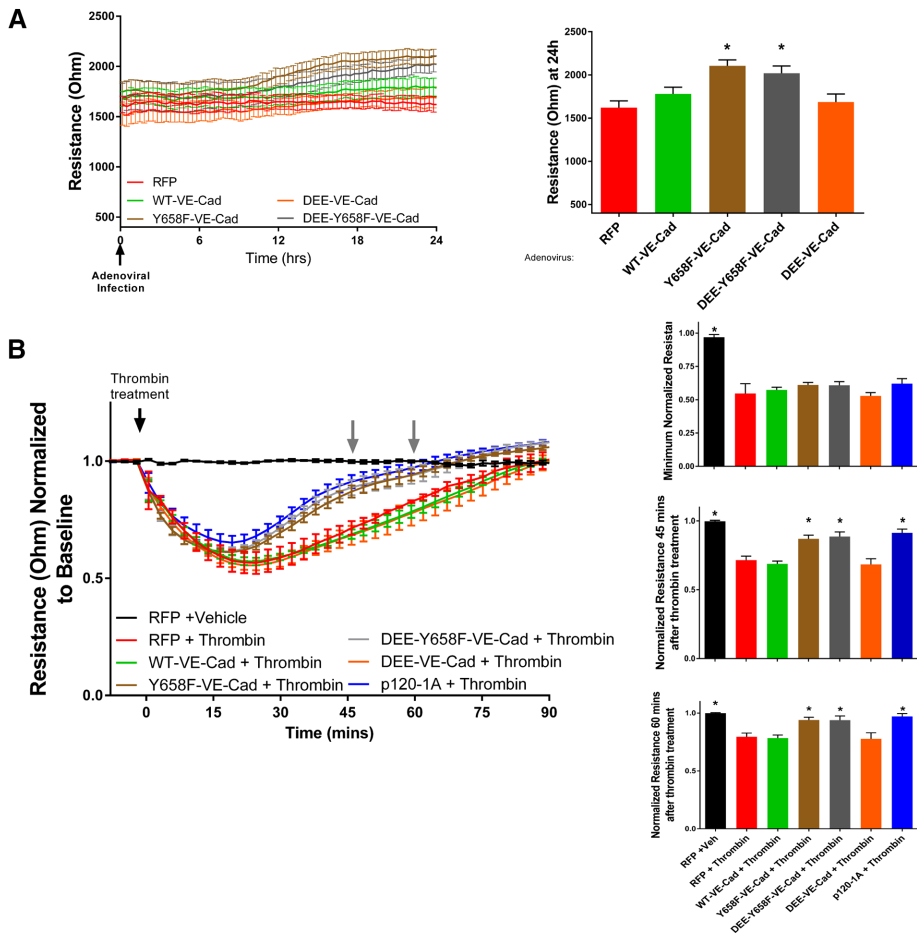 A
Resistance (Ohm)
2500
2000
1500
1000
500
RFP
WT-VE-Cad
Y658F-VE-Cad
DEE-VE-Cad
DEE-Y658F-VE-Cad
0
6
12
18
24
Time (hrs)
Adenoviral
Infection
Resistance (Ohm) at 24h
2500
2000
1500
1000
500
*
*
Adenovirus:
RFP
WT-VE-Cad
Y658F-VE-Cad
DEE-Y658F-VE-Cad
DEE-VE-Cad
B
Thrombin
treatment
Resistance (Ohm) Normalized
to Baseline
1.0
0.5
0.0
RFP +Vehicle
RFP + Thrombin
WT-VE-Cad + Thrombin
Y658F-VE-Cad + Thrombin
DEE-Y658F-VE-Cad + Thrombin
DEE-VE-Cad + Thrombin
p120-1A + Thrombin
0
15
30
45
60
75
90
Time (mins)
Minimum Normalized Resistan
1.00
0.75
0.50
0.25
0.00
*
Normalized Resistance 45 mins
after thrombin treatment
1.0
0.5
0.0
*
*
*
*
Normalized Resistance 60 mins
after thrombin treatment
1.0
0.5
0.0
*
*
*
*
RFP +Veh
RFP + Thrombin
WT-VE-Cad + Thrombin
Y658F-VE-Cad + Thrombin
DEE-Y658F-VE-Cad + Thrombin
DEE-VE-Cad + Thrombin
p120-1A + Thrombin